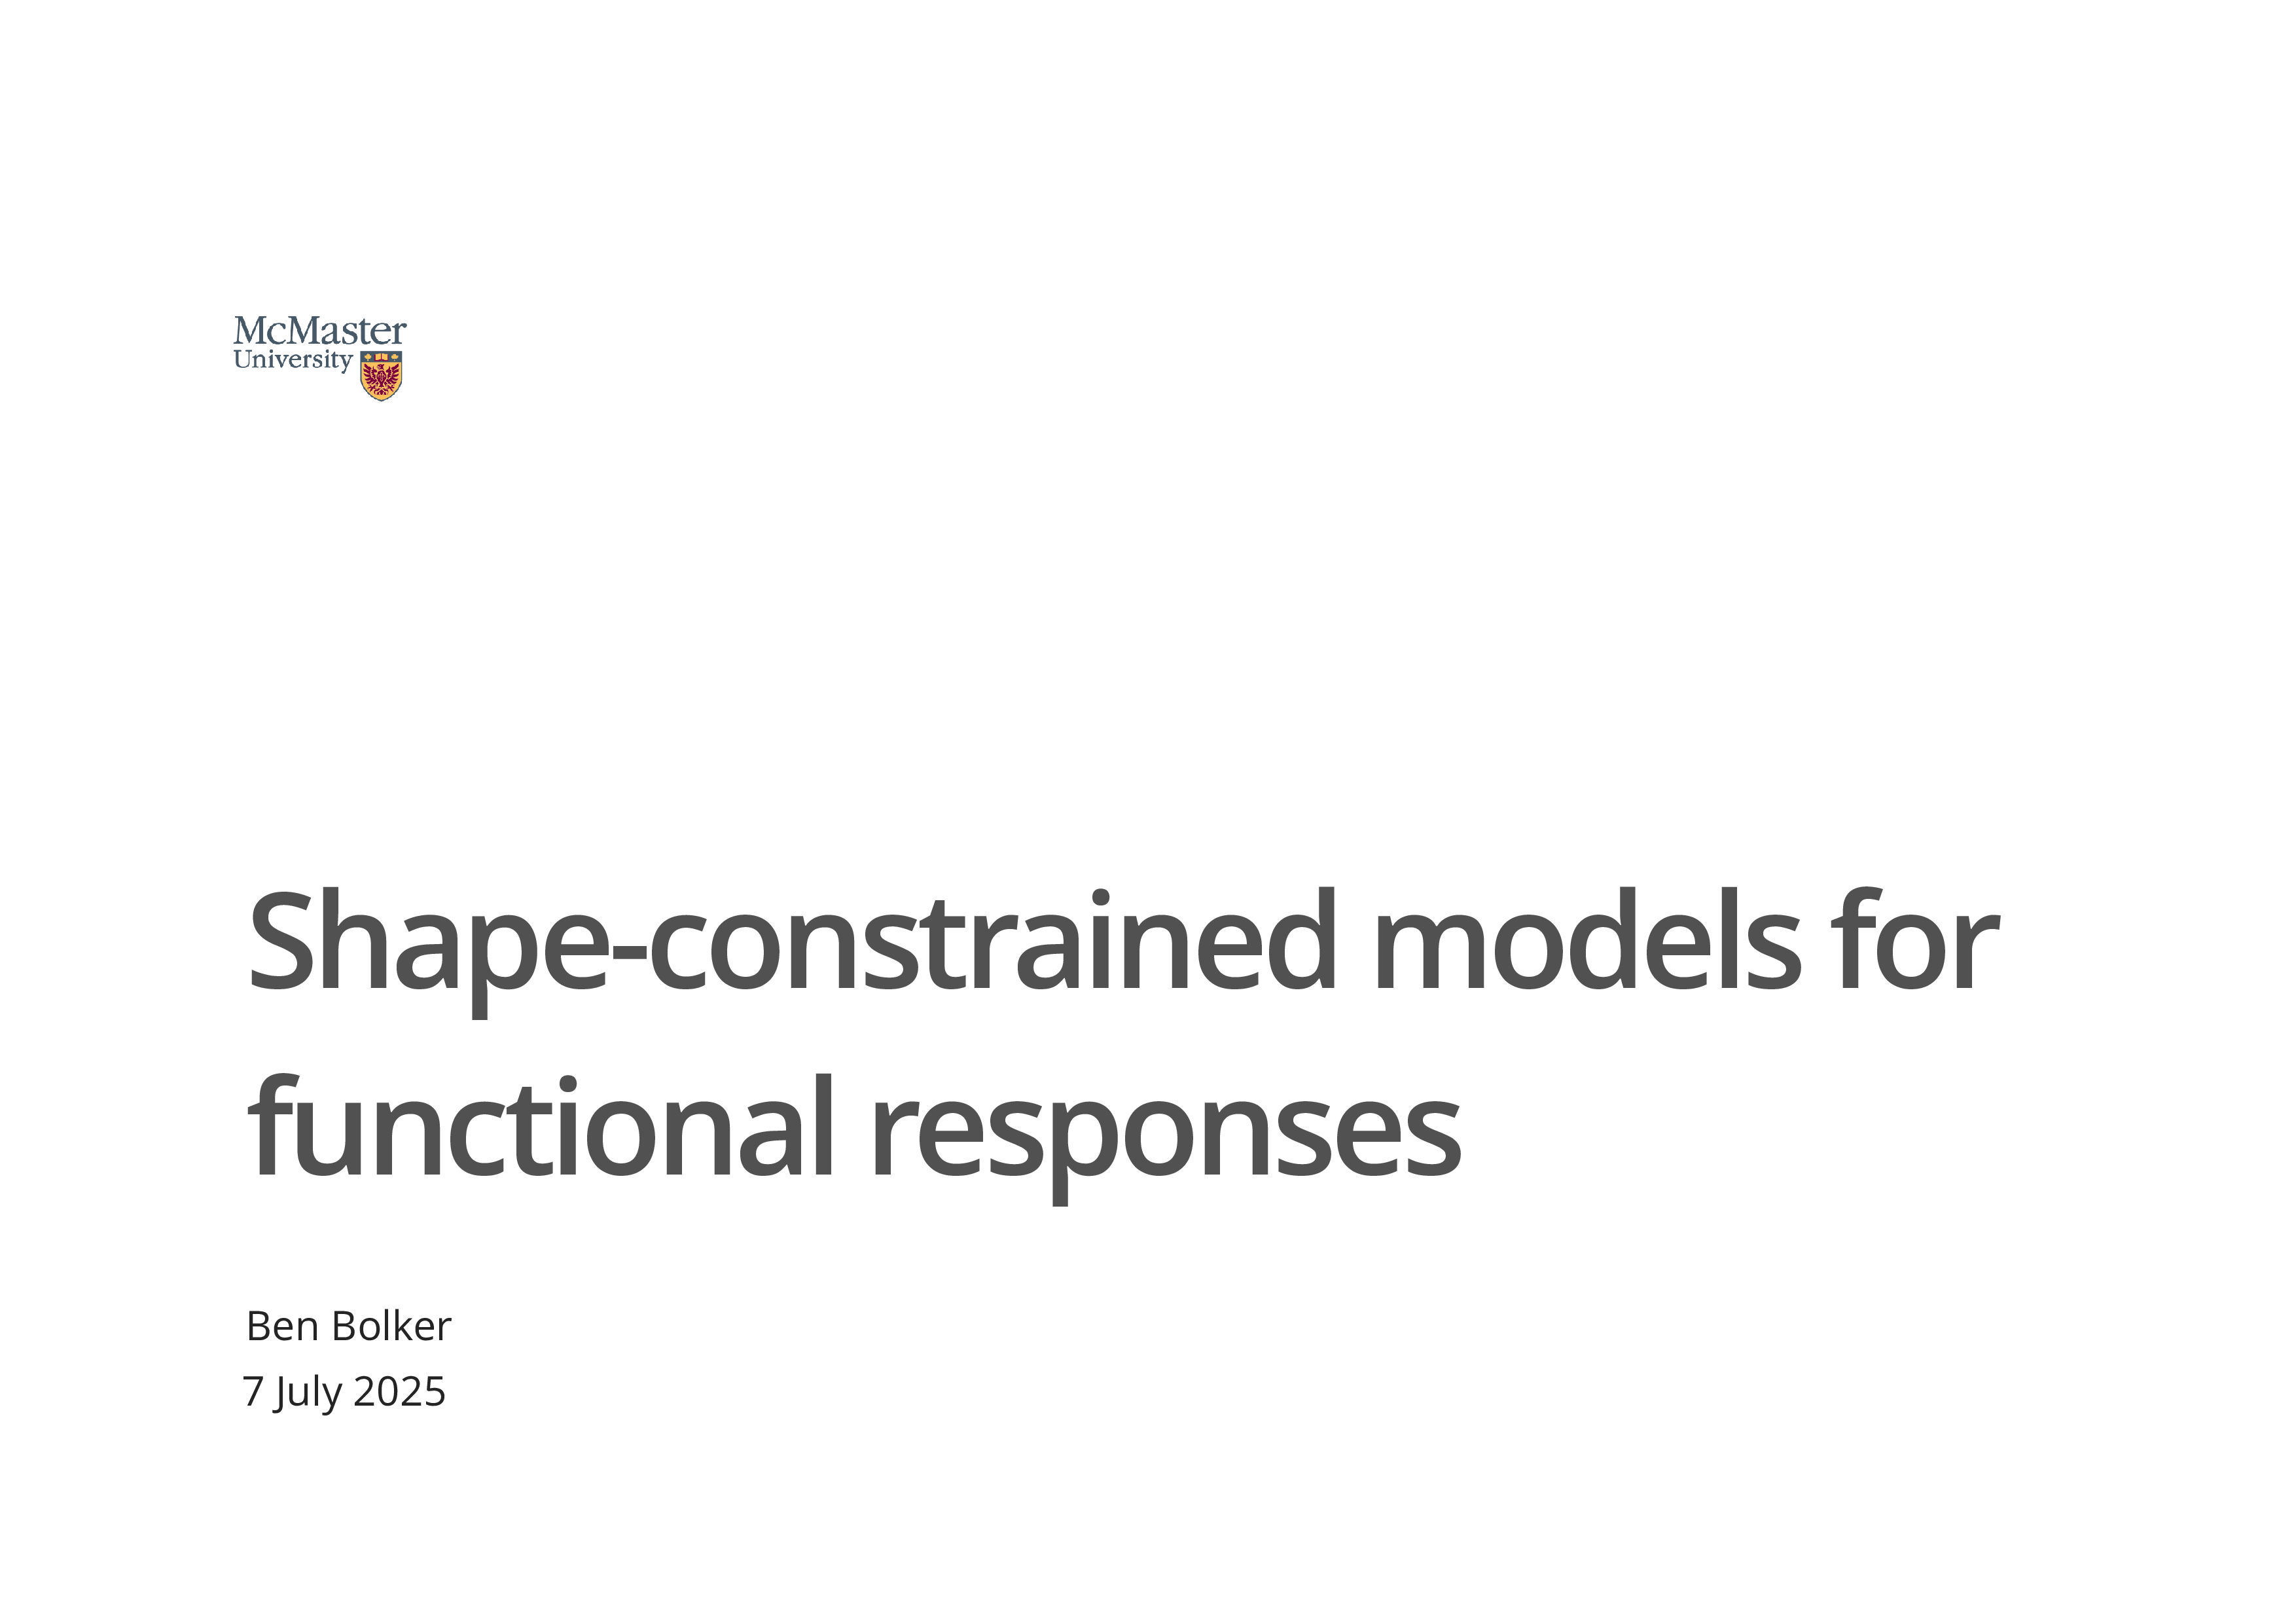 McMaster
University
Shape-constrained models for
functional responses
Ben Bolker
7 July 2025